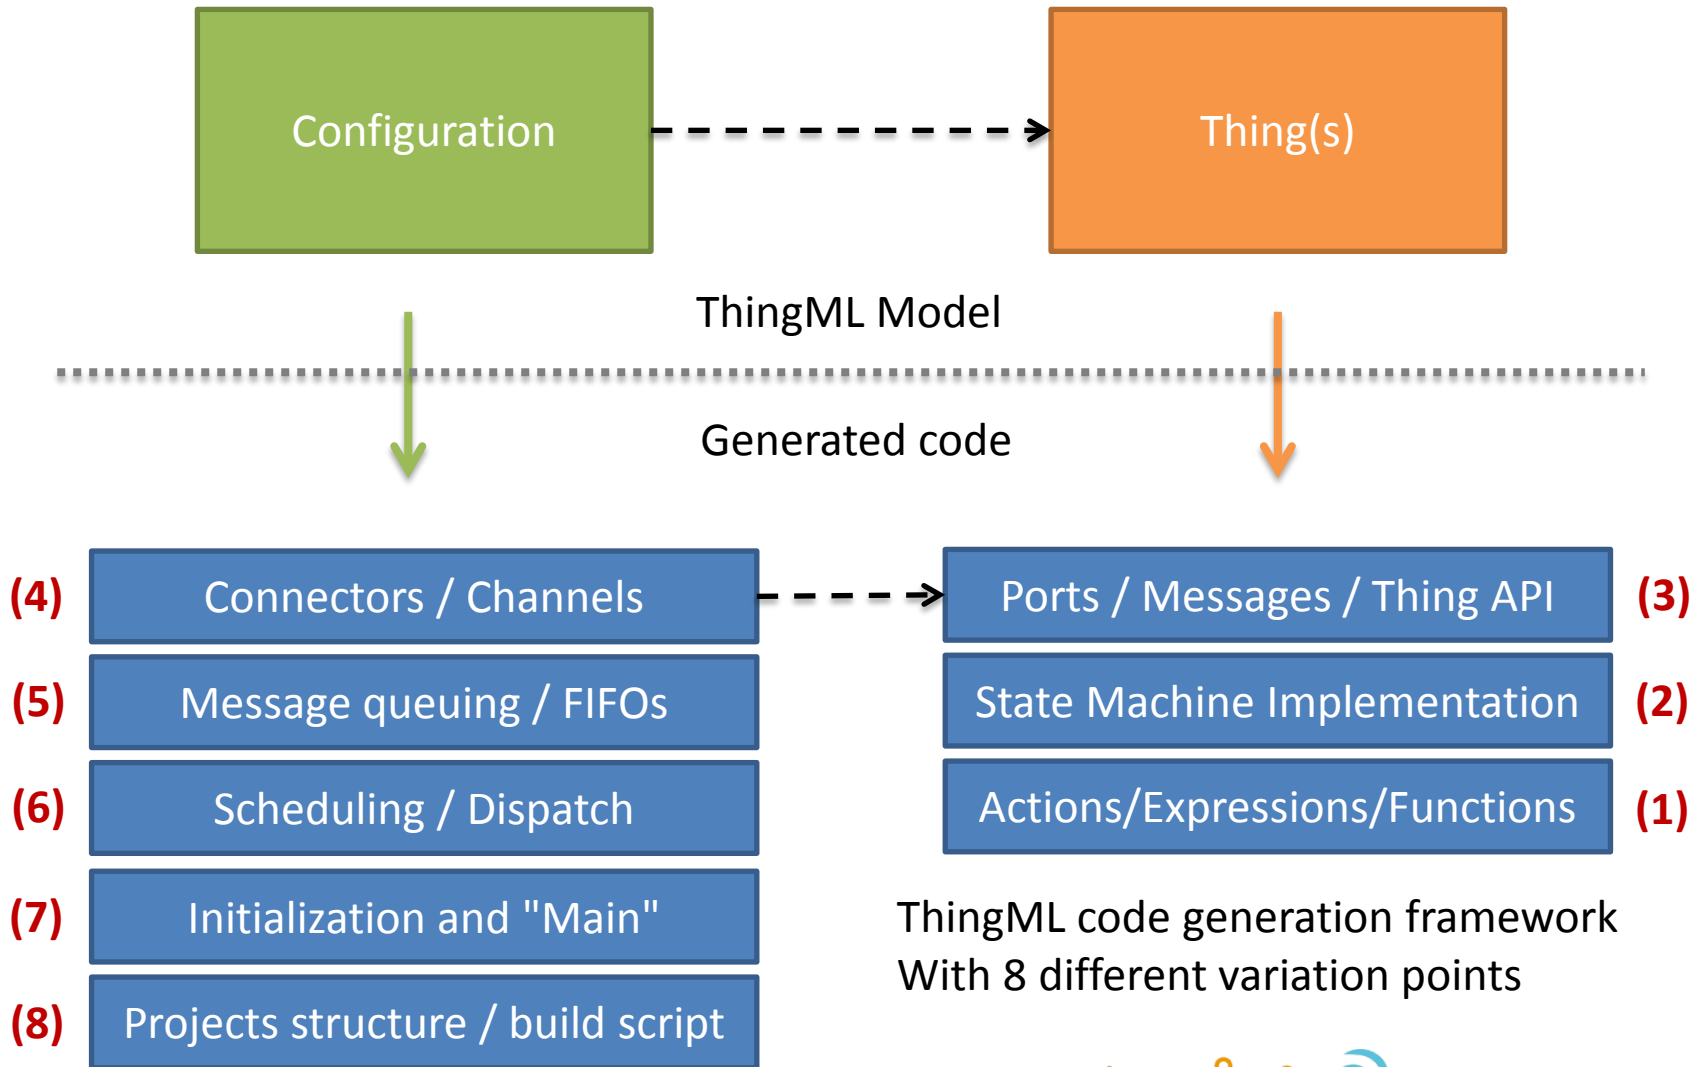 Configuration
Thing(s)
ThingML Model
Generated code
(4) Connectors / Channels
Ports / Messages / Thing API (3)
(5) Message queuing / FIFOs
State Machine Implementation (2)
(6) Scheduling / Dispatch
Actions/Expressions/Functions (1)
(7) Initialization and "Main"
ThingML code generation framework
With 8 different variation points
(8) Projects structure / build script